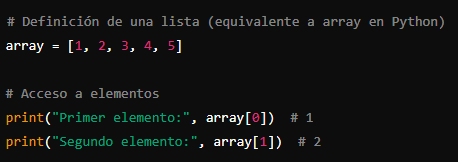 # Definición de una lista (equivalente a array en Python)
array = [1, 2, 3, 4, 5]
# Acceso a elementos
print("Primer elemento:", array[0])  # 1
print("Segundo elemento:", array[1])  # 2